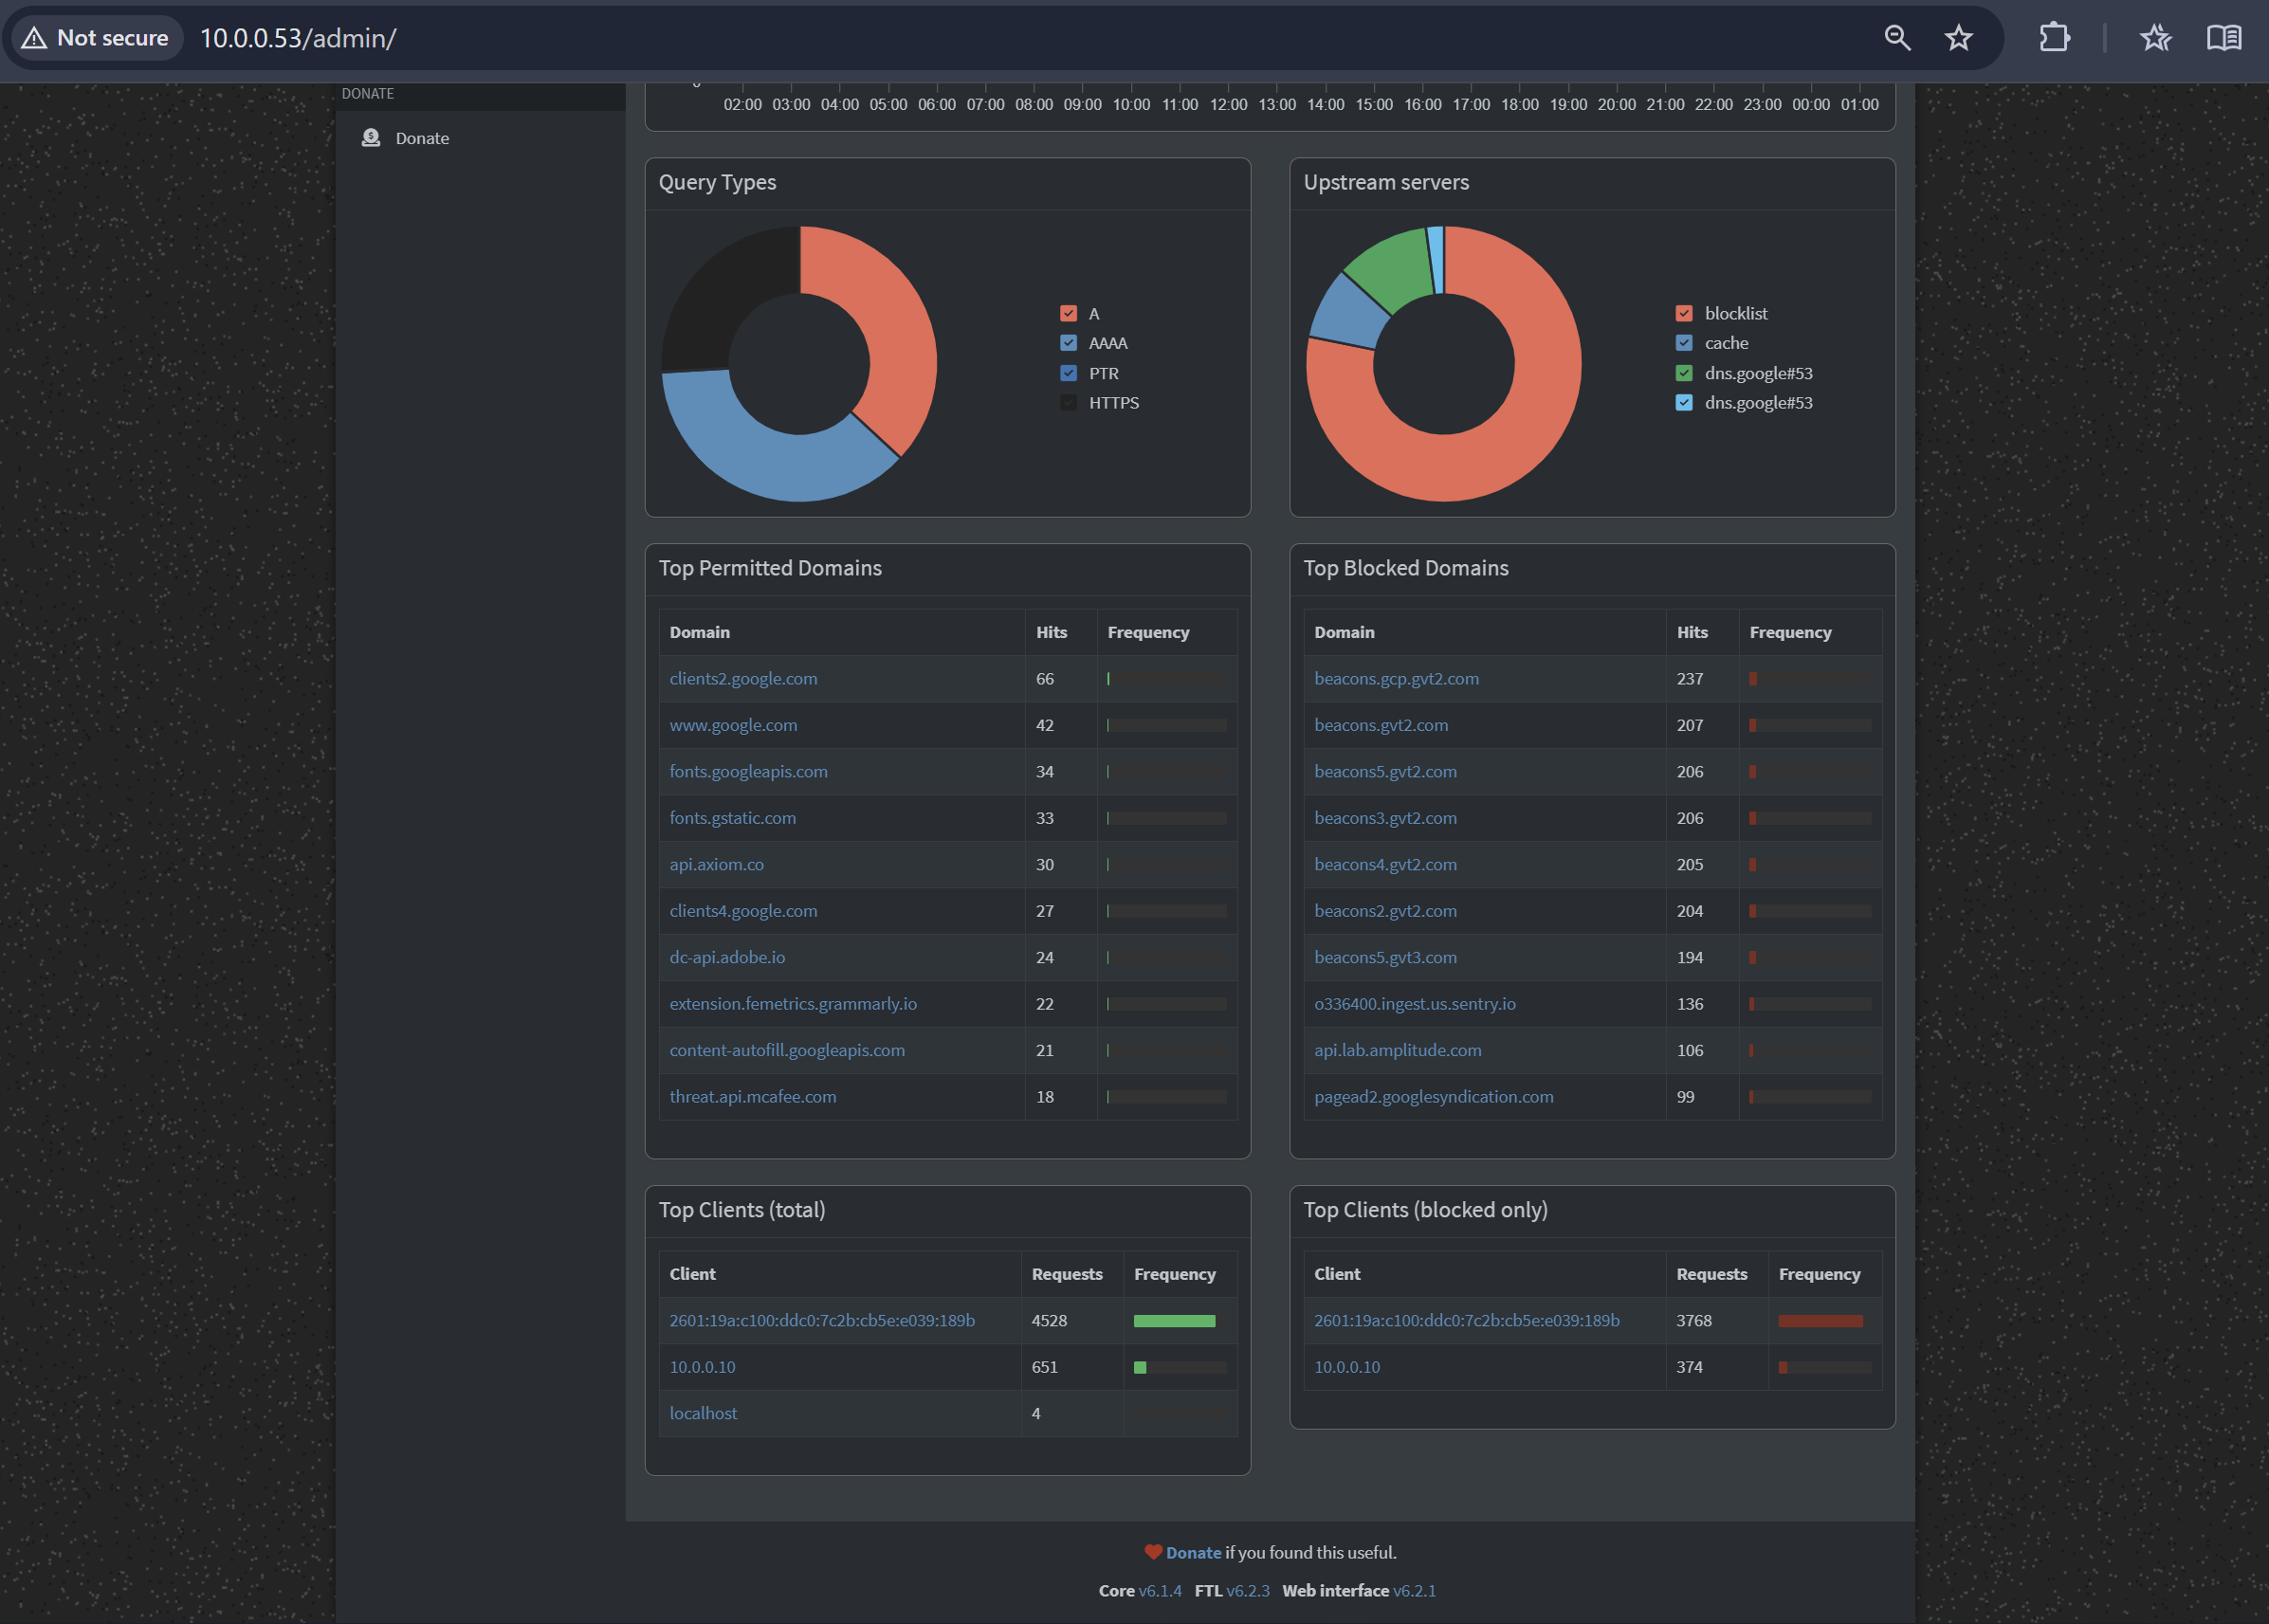 Not secure 10.0.0.53/admin/
DONATE
Donate
02:00 03:00 04:00 05:00 06:00 07:00 08:00 09:00 10:00 11:00 12:00 13:00 14:00 15:00 16:00 17:00 18:00 19:00 20:00 21:00 22:00 23:00 00:00 01:00
Query Types
A
AAAA
PTR
HTTPS
Upstream servers
blocklist
cache
dns.google#53
dns.google#53
Top Permitted Domains
Domain Hits Frequency
clients2.google.com 66
www.google.com 42
fonts.googleapis.com 34
fonts.gstatic.com 33
api.axiom.co 30
clients4.google.com 27
dc-api.adobe.io 24
extension.femetrics.grammarly.io 22
content-autofill.googleapis.com 21
threat.api.mcafee.com 18
Top Blocked Domains
Domain Hits Frequency
beacons.gcp.gvt2.com 237
beacons.gvt2.com 207
beacons5.gvt2.com 206
beacons3.gvt2.com 206
beacons4.gvt2.com 205
beacons2.gvt2.com 204
beacons5.gvt3.com 194
o336400.ingest.us.sentry.io 136
api.lab.amplitude.com 106
pagead2.googlesyndication.com 99
Top Clients (total)
Client Requests Frequency
2601:19a:c100:ddc0:7c2b:cb5e:e039:189b 4528
10.0.0.10 651
localhost 4
Top Clients (blocked only)
Client Requests Frequency
2601:19a:c100:ddc0:7c2b:cb5e:e039:189b 3768
10.0.0.10 374
Donate if you found this useful.
Core v6.1.4 FTL v6.2.3 Web interface v6.2.1